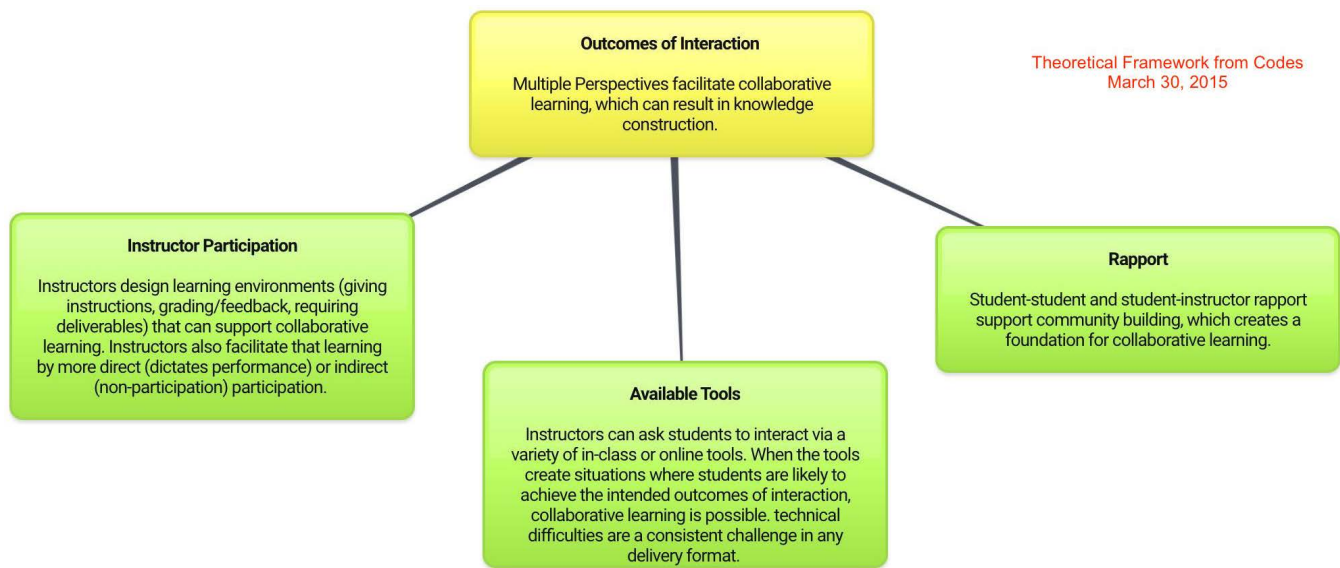 Outcomes of Interaction
Multiple Perspectives facilitate collaborative
learning, which can result in knowledge
construction.
Theoretical Framework from Codes
March 30, 2015
Instructor Participation
Instructors design learning environments (giving
instructions, grading/feedback, requiring
deliverables) that can support collaborative
learning. Instructors also facilitate that learning
by more direct (dictates performance) or indirect
(non-participation) participation.
Available Tools
Instructors can ask students to interact via a
variety of in-class or online tools. When the tools
create situations where students are likely to
achieve the intended outcomes of interaction,
collaborative learning is possible. technical
difficulties are a consistent challenge in any
delivery format.
Rapport
Student-student and student-instructor rapport
support community building, which creates a
foundation for collaborative learning.